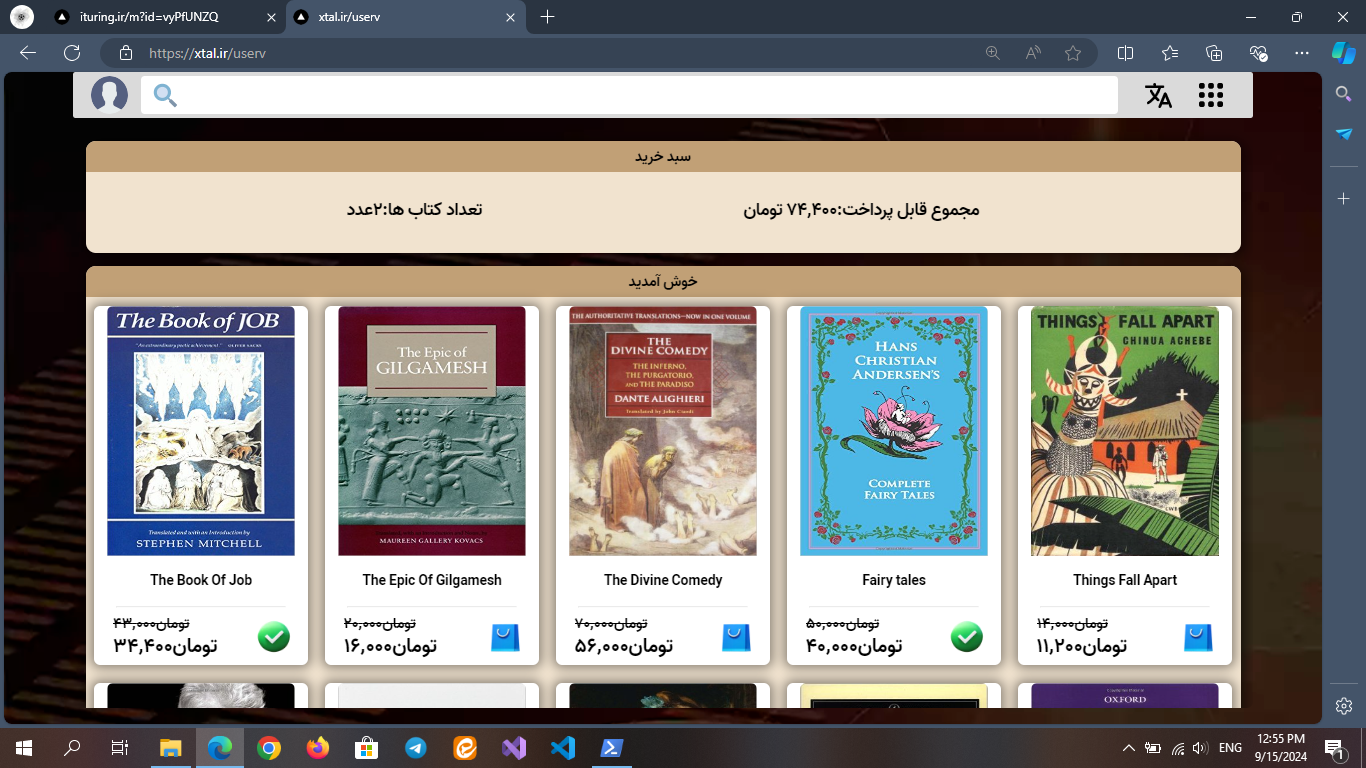 ituring.ir/m?id=vyPfUNZQ
xtal.ir/userv
https://xtal.ir/userv
سبد خرید
مجموع قابل پرداخت:۷۴,۴۰۰ تومان
تعداد کتاب ها:۲عدد
خوش آمدید
The Book of JOB
"An extraordinary poetic achievement." OLIVER SACKS
Translated and with an Introduction by
STEPHEN MITCHELL
The Book Of Job
تومان۴۳,۰۰۰
تومان۳۴,۴۰۰
The Epic of
GILGAMESH
MAUREEN GALLERY KOVACS
The Epic Of Gilgamesh
تومان۲۰,۰۰۰
تومان۱۶,۰۰۰
THE AUTHORITATIVE TRANSLATIONS—NOW IN ONE VOLUME
THE
DIVINE COMEDY
THE INFERNO,
THE PURGATORIO,
AND THE PARADISO
DANTE ALIGHIERI
Translated by John Ciardi
The Divine Comedy
تومان۷۰,۰۰۰
تومان۵۶,۰۰۰
HANS
CHRISTIAN
ANDERSEN'S
COMPLETE
FAIRY TALES
Fairy tales
تومان۵۰,۰۰۰
تومان۴۰,۰۰۰
THINGS FALL APART
CHINUA ACHEBE
Things Fall Apart
تومان۱۴,۰۰۰
تومان۱۱,۲۰۰
OXFORD
ENG
12:55 PM
9/15/2024
1